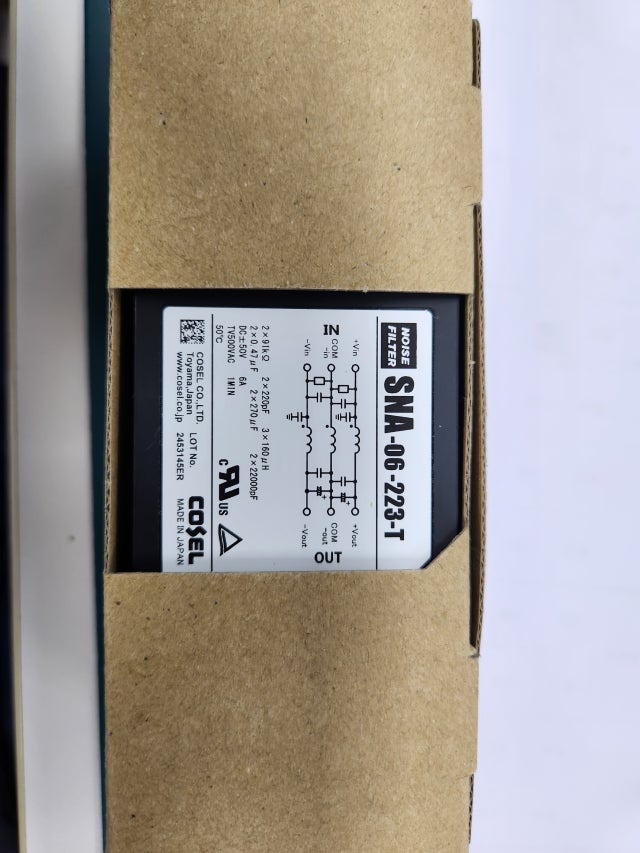 NOISE
FILTER
SNA-06-223-T
IN
+Vin
COM
-in
-Vin
+Vout
COM
-out
-Vout
OUT
2×91kΩ 2×220pF 3×160μH
2×0.47μF 2×270μF 2×22000pF
DC±50V 6A
TV500VAC 1MIN
50℃
c UR US
COSEL CO.,LTD.
Toyama,Japan
www.cosel.co.jp
LOT No.
2453145ER
COSEL
MADE IN JAPAN